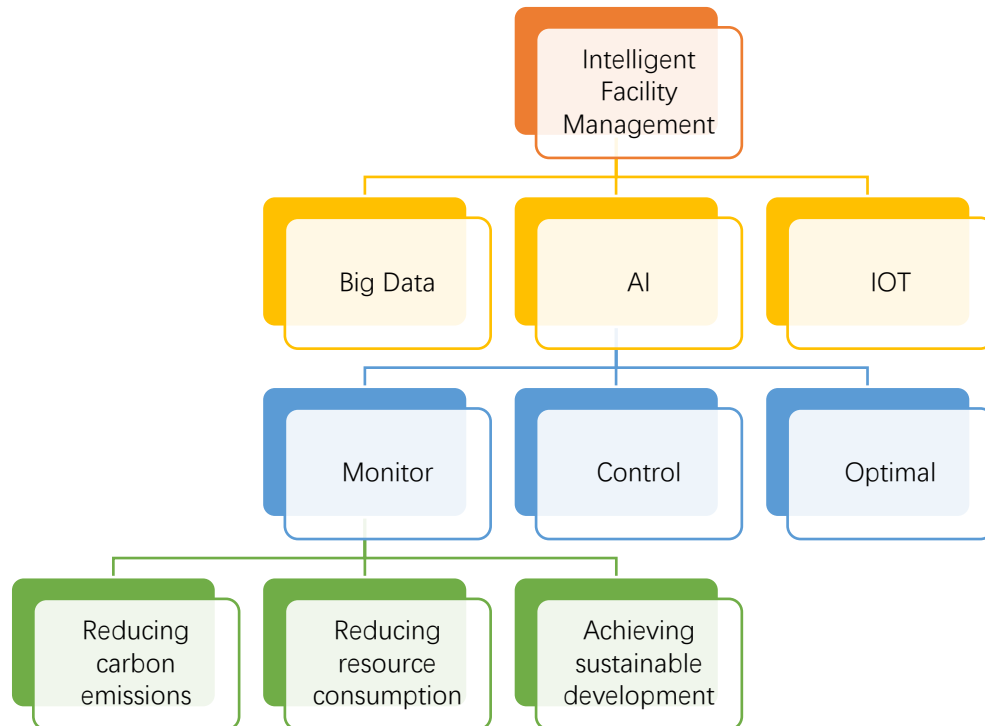 Intelligent
Facility
Management
Big Data
AI
IOT
Monitor
Control
Optimal
Reducing
carbon
emissions
Reducing
resource
consumption
Achieving
sustainable
development